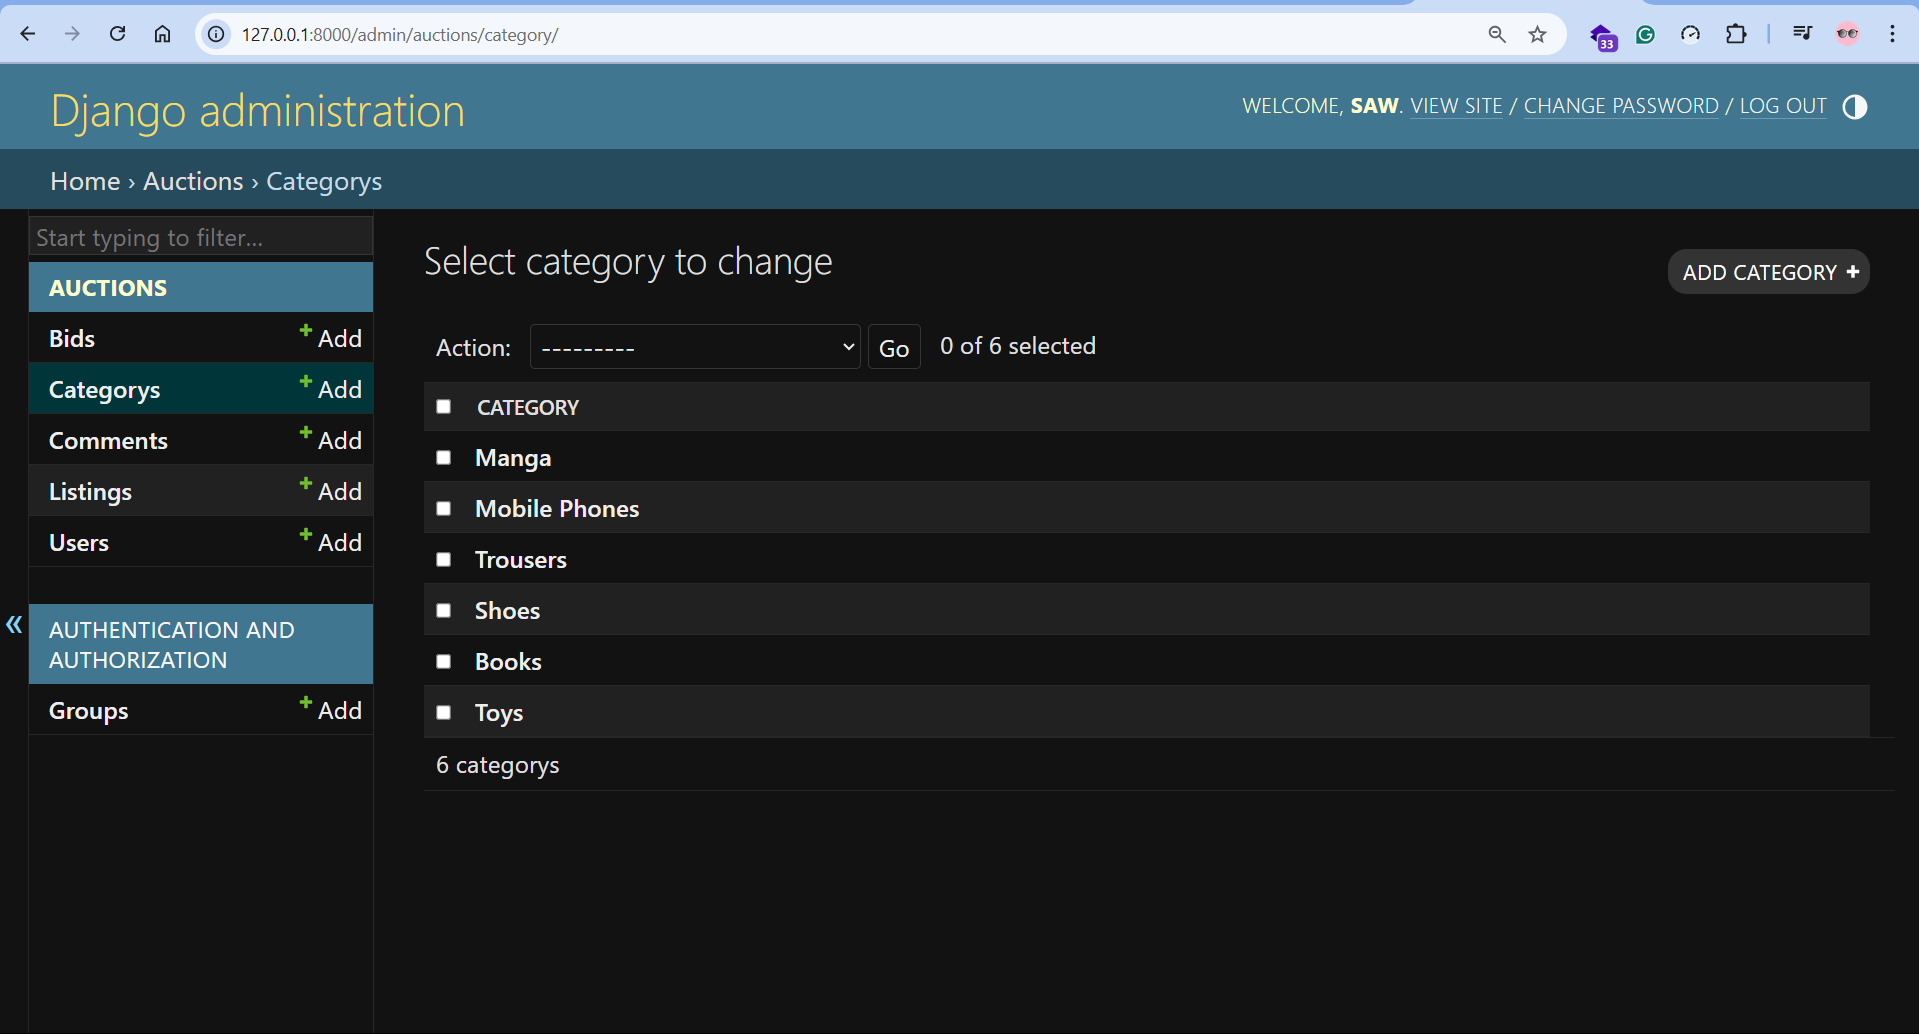 127.0.0.1:8000/admin/auctions/category/
33
Django administration
WELCOME, SAW. VIEW SITE / CHANGE PASSWORD / LOG OUT
Home › Auctions › Categorys
Start typing to filter...
AUCTIONS
Bids + Add
Categorys + Add
Comments + Add
Listings + Add
Users + Add
«
AUTHENTICATION AND
AUTHORIZATION
Groups + Add
Select category to change
ADD CATEGORY +
Action: --------- Go 0 of 6 selected
CATEGORY
Manga
Mobile Phones
Trousers
Shoes
Books
Toys
6 categorys